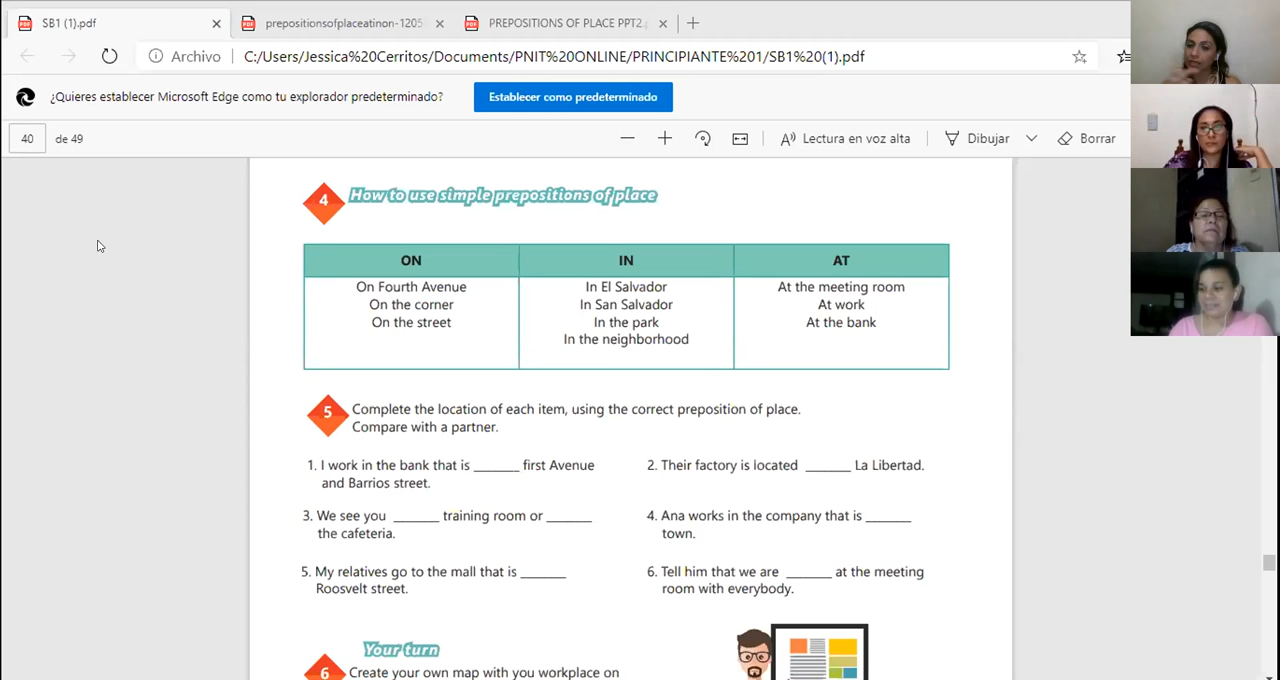 SB1 (1).pdf
prepositionsofplaceatinon-1205
PREPOSITIONS OF PLACE PPT2.
Archivo
C:/Users/Jessica%20Cerritos/Documents/PNIT%20ONLINE/PRINCIPIANTE%201/SB1%20(1).pdf
¿Quieres establecer Microsoft Edge como tu explorador predeterminado?
Establecer como predeterminado
40 de 49
Lectura en voz alta
Dibujar
Borrar
4 How to use simple prepositions of place
ON IN AT
On Fourth Avenue In El Salvador At the meeting room
On the corner In San Salvador At work
On the street In the park At the bank
In the neighborhood
5 Complete the location of each item, using the correct preposition of place.
Compare with a partner.
1. I work in the bank that is ______ first Avenue
and Barrios street.
2. Their factory is located ______ La Libertad.
3. We see you ______ training room or ______
the cafeteria.
4. Ana works in the company that is ______
town.
5. My relatives go to the mall that is ______
Roosvelt street.
6. Tell him that we are ______ at the meeting
room with everybody.
Your turn
6 Create your own map with you workplace on